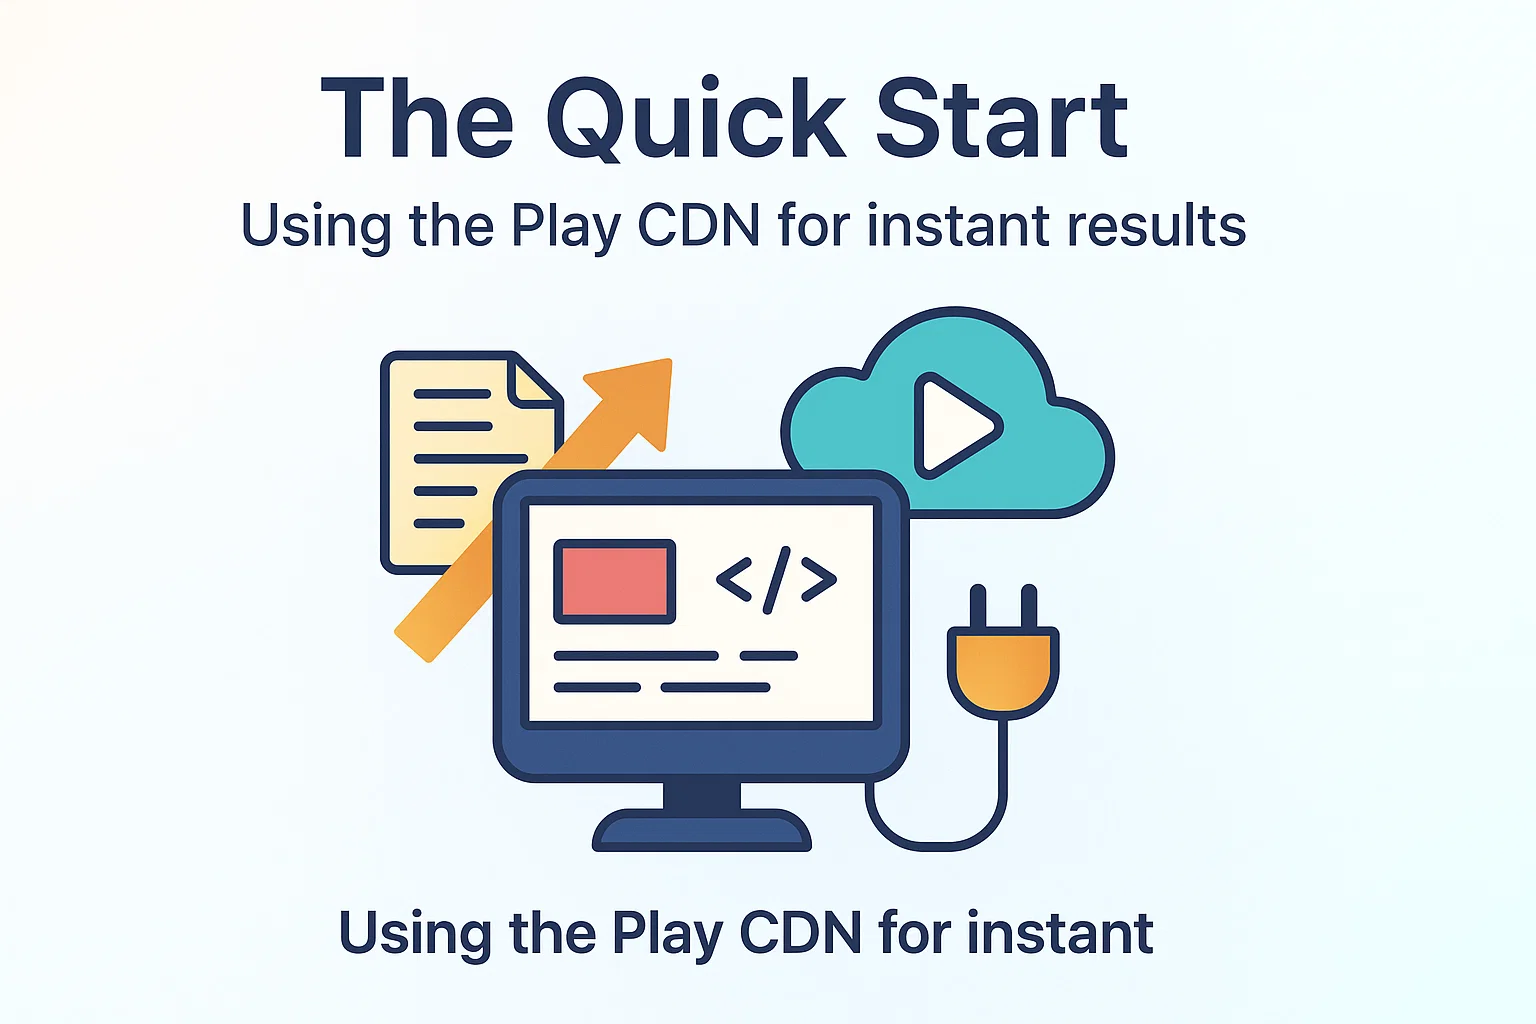 The Quick Start
Using the Play CDN for instant results
</>
Using the Play CDN for instant